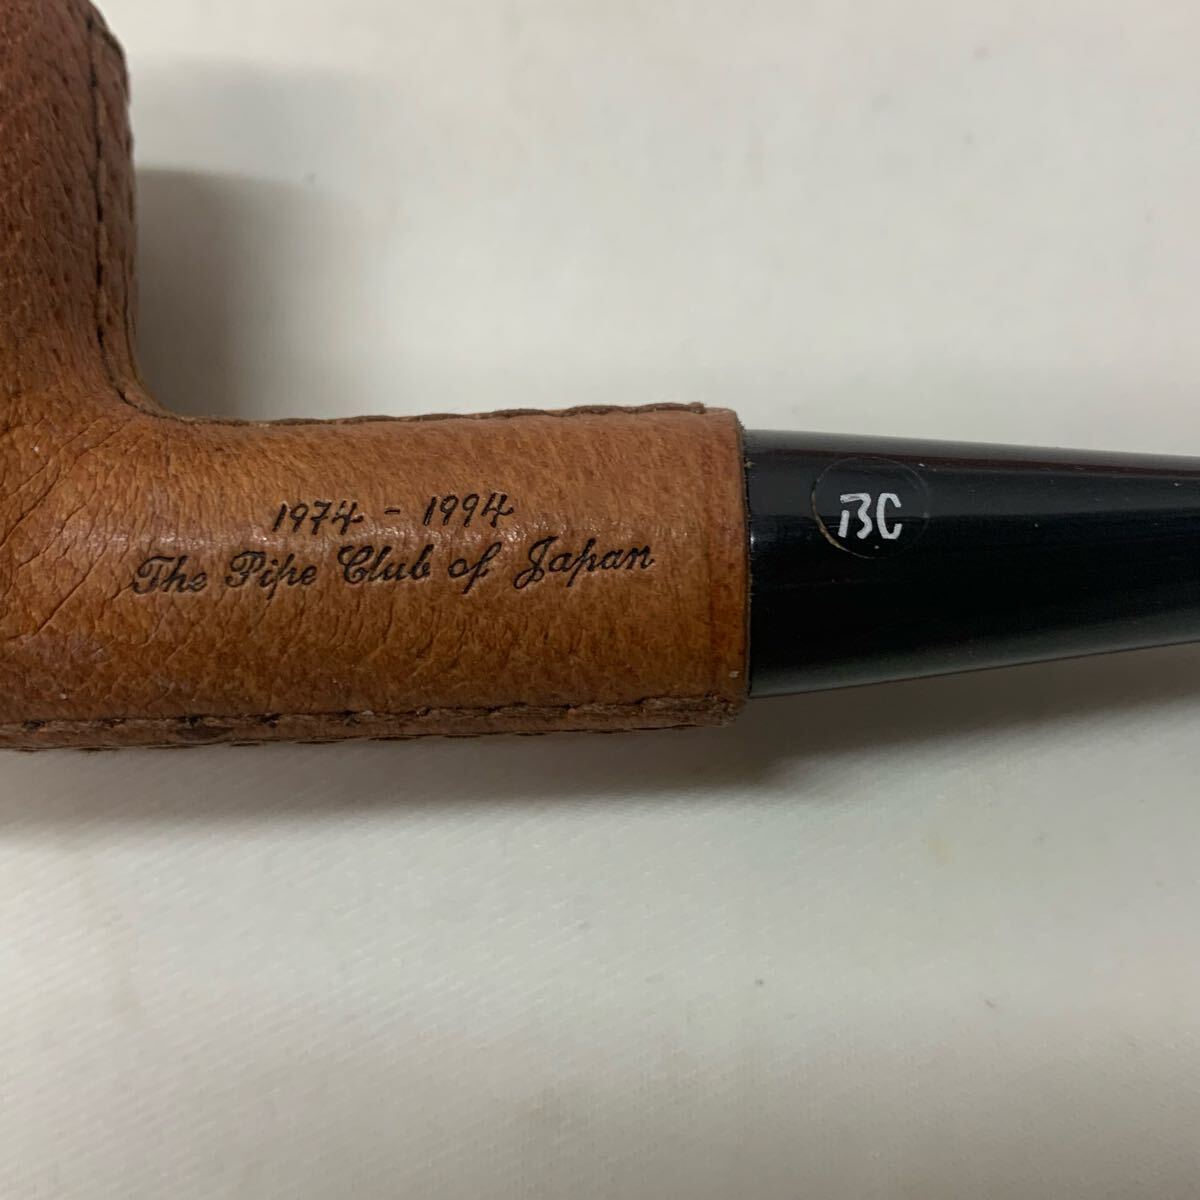 1974 - 1994
The Pipe Club of Japan
BC